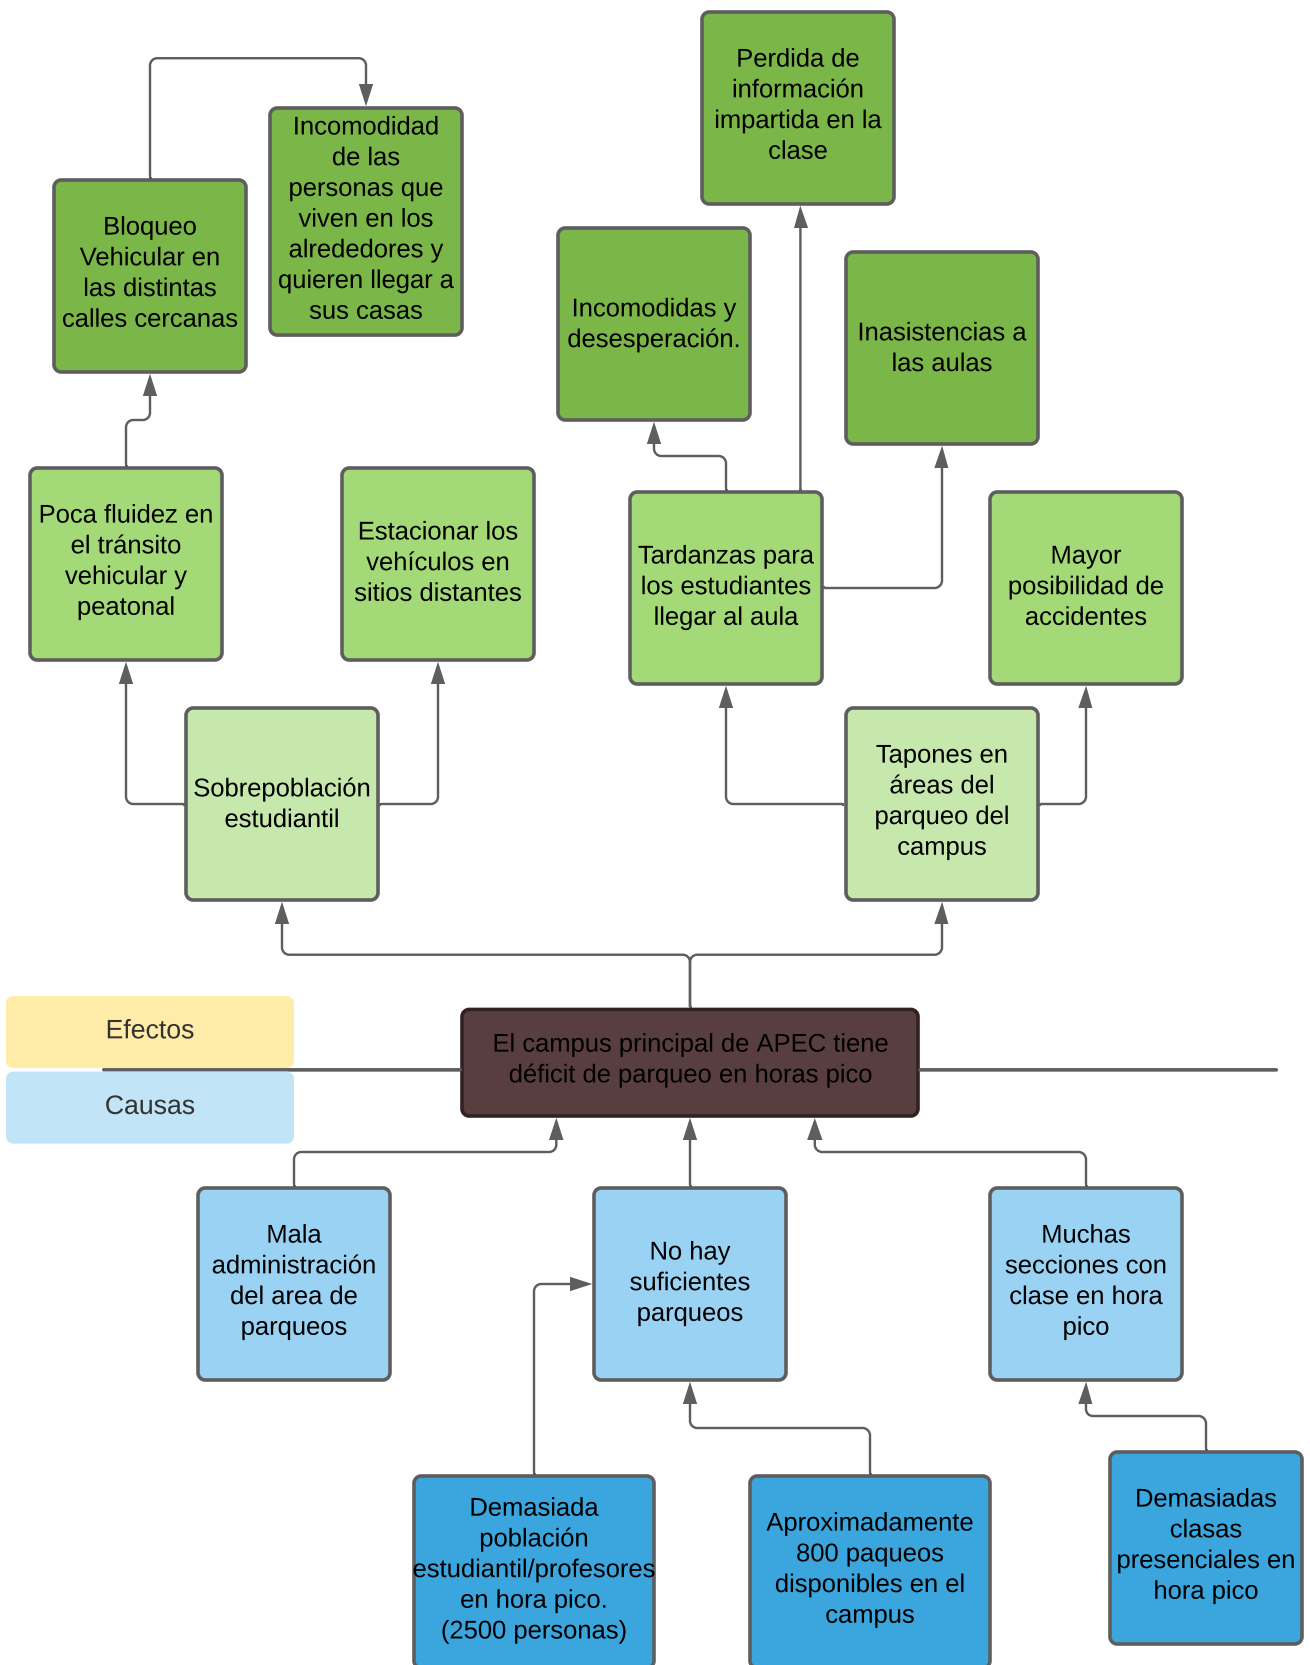 Perdida de
información
impartida en la
clase
Incomodidad
de las
personas que
viven en los
alrededores y
quieren llegar a
sus casas
Bloqueo
Vehicular en
las distintas
calles cercanas
Incomodidas y
desesperación.
Inasistencias a
las aulas
Poca fluidez en
el tránsito
vehicular y
peatonal
Estacionar los
vehículos en
sitios distantes
Tardanzas para
los estudiantes
llegar al aula
Mayor
posibilidad de
accidentes
Sobrepoblación
estudiantil
Tapones en
áreas del
parqueo del
campus
Efectos
El campus principal de APEC tiene
déficit de parqueo en horas pico
Causas
Mala
administración
del area de
parqueos
No hay
suficientes
parqueos
Muchas
secciones con
clase en hora
pico
Demasiada
población
estudiantil/profesores
en hora pico.
(2500 personas)
Aproximadamente
800 paqueos
disponibles en el
campus
Demasiadas
clasas
presenciales en
hora pico